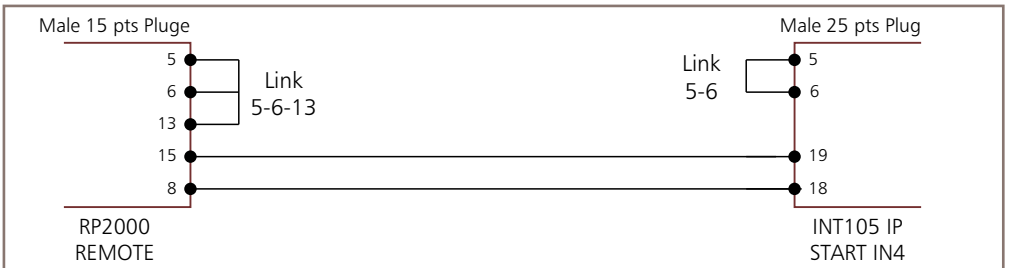 Male 15 pts Pluge
Male 25 pts Plug
5
6
13
15
8
Link
5-6-13
Link
5-6
5
6
19
18
RP2000
REMOTE
INT105 IP
START IN4